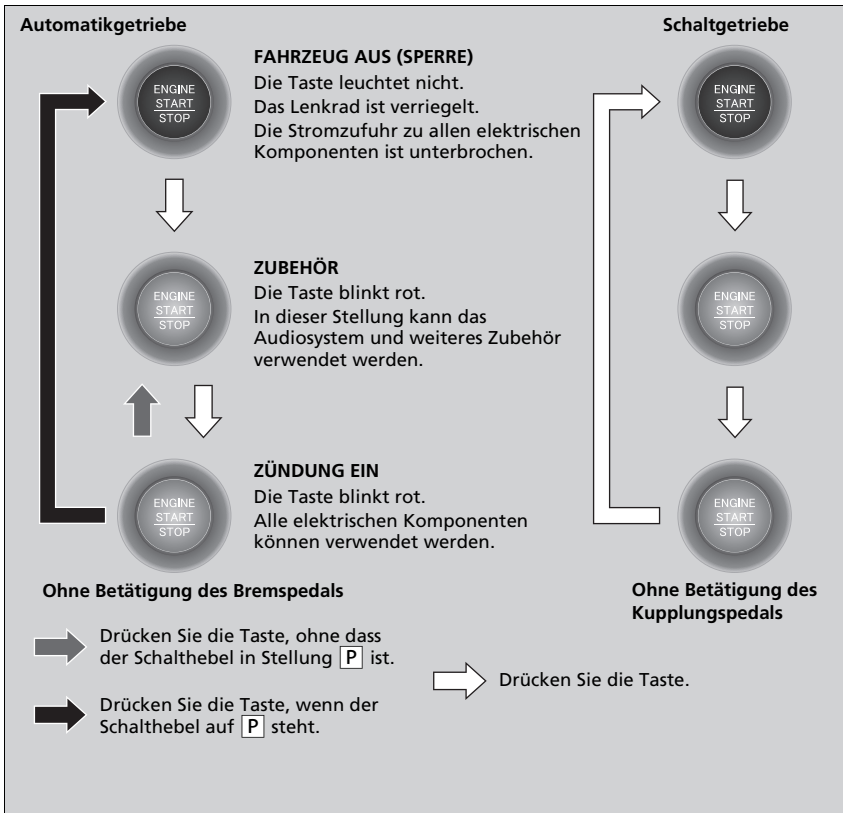 Automatikgetriebe
Schaltgetriebe
ENGINE
START
STOP
FAHRZEUG AUS (SPERRE)
Die Taste leuchtet nicht.
Das Lenkrad ist verriegelt.
Die Stromzufuhr zu allen elektrischen
Komponenten ist unterbrochen.
ENGINE
START
STOP
ENGINE
START
STOP
ZUBEHÖR
Die Taste blinkt rot.
In dieser Stellung kann das
Audiosystem und weiteres Zubehör
verwendet werden.
ENGINE
START
STOP
ENGINE
START
STOP
ZÜNDUNG EIN
Die Taste blinkt rot.
Alle elektrischen Komponenten
können verwendet werden.
ENGINE
START
STOP
Ohne Betätigung des Bremspedals
Ohne Betätigung des
Kupplungspedals
Drücken Sie die Taste, ohne dass
der Schalthebel in Stellung P ist.
Drücken Sie die Taste.
Drücken Sie die Taste, wenn der
Schalthebel auf P steht.